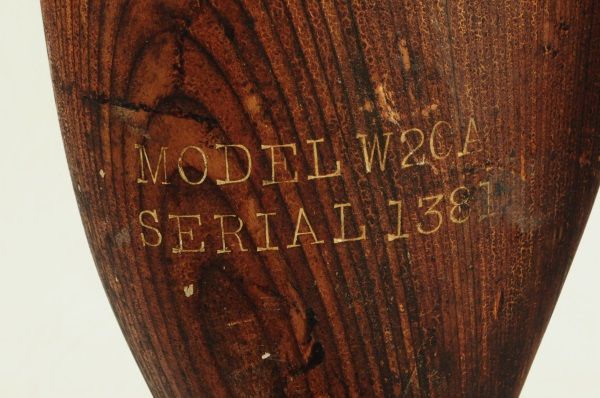 MODEL W20A
SERIAL 1381